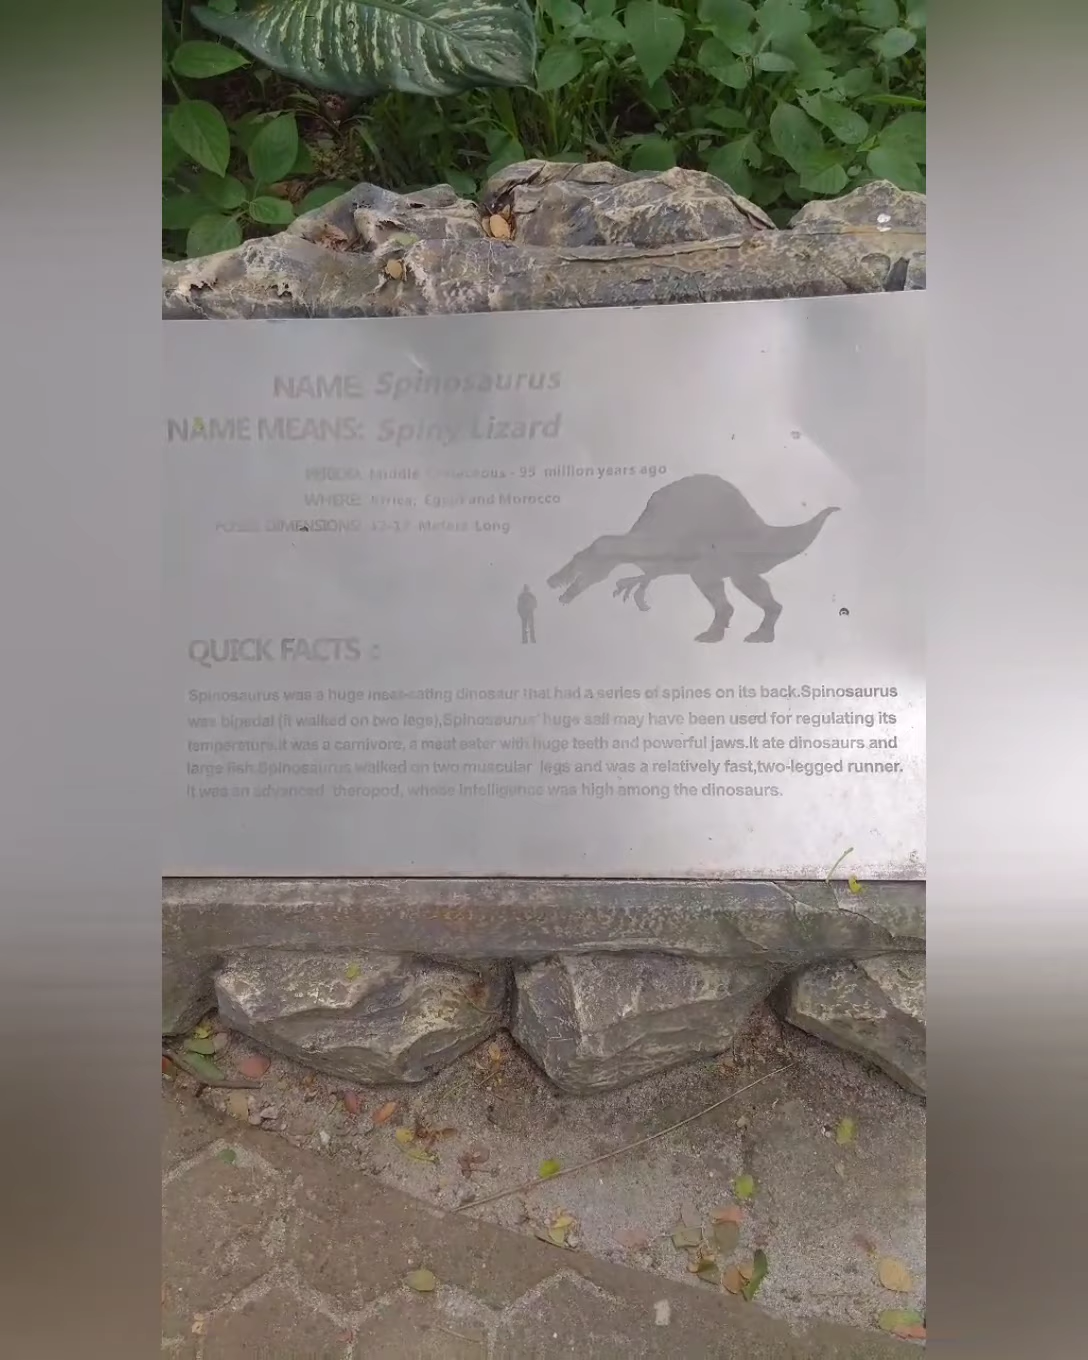 NAME: Spinosaurus
NAME MEANS: Spiny Lizard
PERIOD: Middle Cretaceous - 95 million years ago
WHERE: Africa; Egypt and Morocco
DIMENSIONS: 12-17 Meters Long
QUICK FACTS :
Spinosaurus was a huge meat-eating dinosaur that had a series of spines on its back.Spinosaurus
was bipedal (it walked on two legs),Spinosaurus' huge sail may have been used for regulating its
temperature.it was a carnivore, a meat eater with huge teeth and powerful jaws.It ate dinosaurs and
large fish.Spinosaurus walked on two muscular legs and was a relatively fast,two-legged runner.
It was an advanced theropod, whose intelligence was high among the dinosaurs.